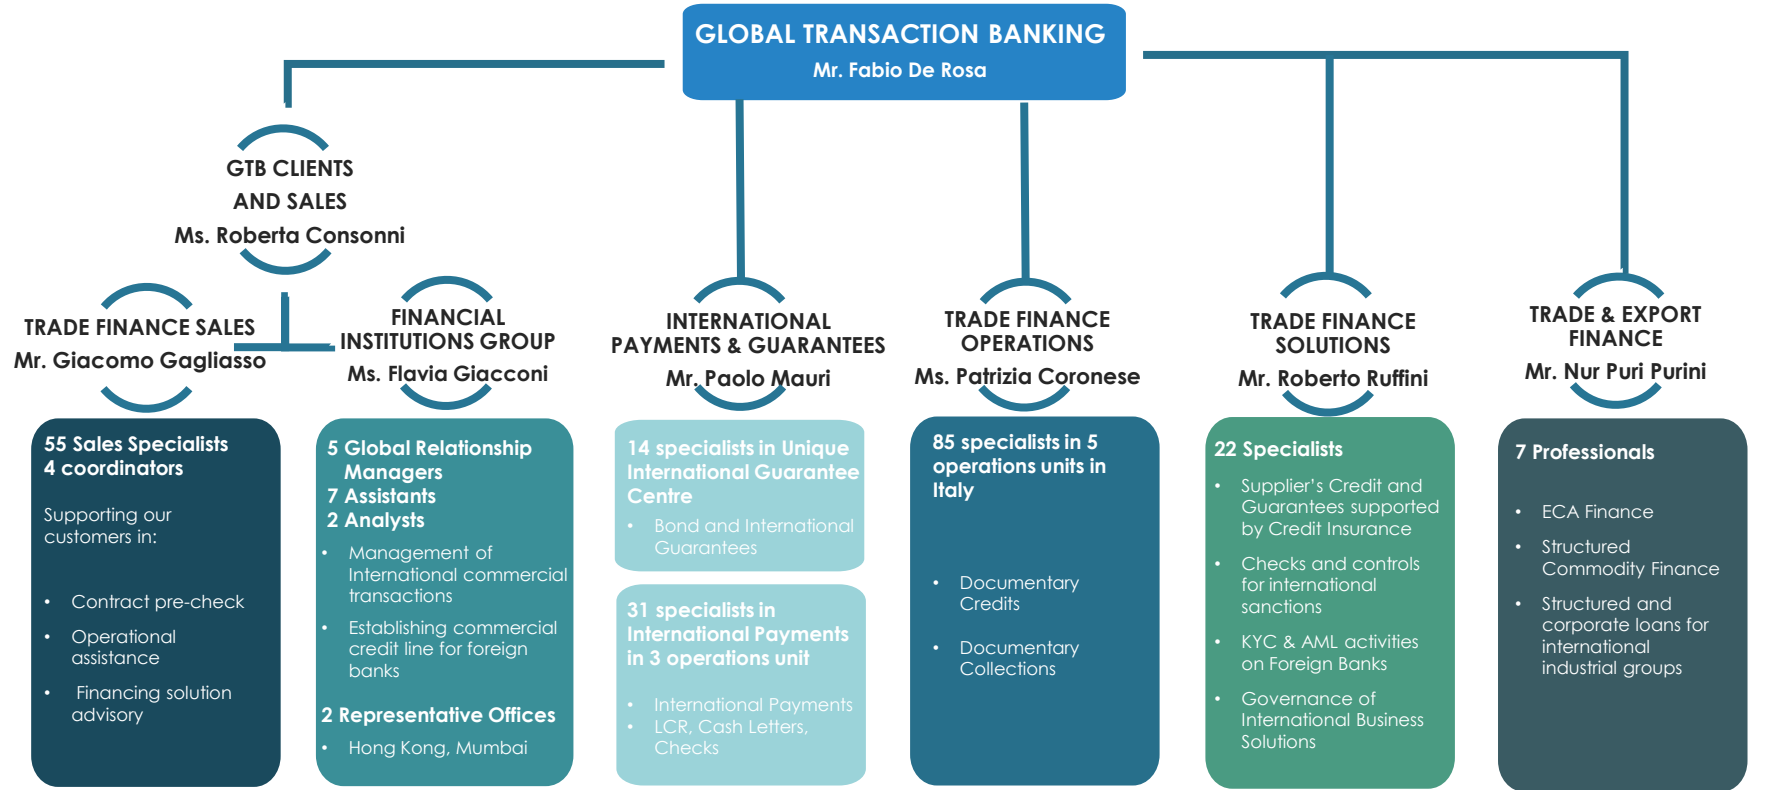 GLOBAL TRANSACTION BANKING
Mr. Fabio De Rosa
GTB CLIENTS
AND SALES
Ms. Roberta Consonni
TRADE FINANCE SALES
Mr. Giacomo Gagliasso
FINANCIAL
INSTITUTIONS GROUP
Ms. Flavia Giacconi
INTERNATIONAL
PAYMENTS & GUARANTEES
Mr. Paolo Mauri
TRADE FINANCE
OPERATIONS
Ms. Patrizia Coronese
TRADE FINANCE
SOLUTIONS
Mr. Roberto Ruffini
TRADE & EXPORT
FINANCE
Mr. Nur Puri Purini
55 Sales Specialists
4 coordinators
Supporting our
customers in:
• Contract pre-check
• Operational
assistance
• Financing solution
advisory
5 Global Relationship
Managers
7 Assistants
2 Analysts
• Management of
International commercial
transactions
• Establishing commercial
credit line for foreign
banks
2 Representative Offices
• Hong Kong, Mumbai
14 specialists in Unique
International Guarantee
Centre
• Bond and International
Guarantees
31 specialists in
International Payments
in 3 operations unit
• International Payments
• LCR, Cash Letters,
Checks
85 specialists in 5
operations units in
Italy
• Documentary
Credits
• Documentary
Collections
22 Specialists
• Supplier’s Credit and
Guarantees supported
by Credit Insurance
• Checks and controls
for international
sanctions
• KYC & AML activities
on Foreign Banks
• Governance of
International Business
Solutions
7 Professionals
• ECA Finance
• Structured
Commodity Finance
• Structured and
corporate loans for
international
industrial groups